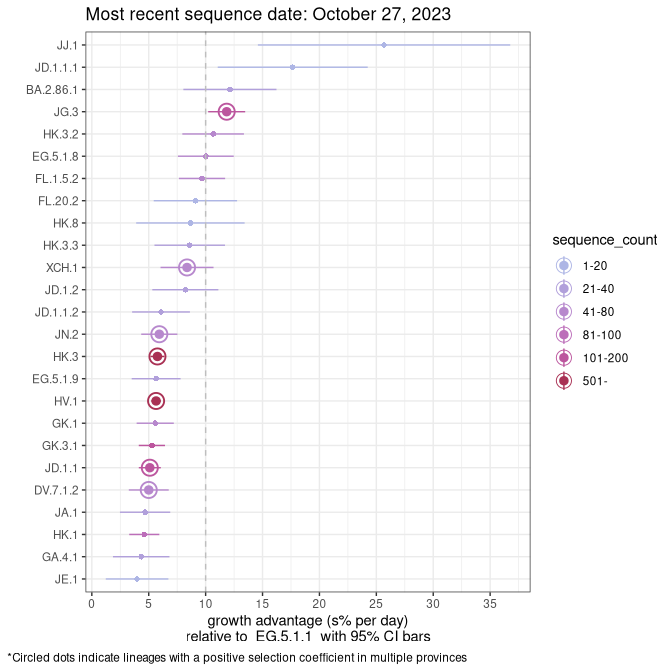 Most recent sequence date: October 27, 2023
JJ.1
JD.1.1.1
BA.2.86.1
JG.3
HK.3.2
EG.5.1.8
FL.1.5.2
FL.20.2
HK.8
HK.3.3
XCH.1
JD.1.2
JD.1.1.2
JN.2
HK.3
EG.5.1.9
HV.1
GK.1
GK.3.1
JD.1.1
DV.7.1.2
JA.1
HK.1
GA.4.1
JE.1
0 5 10 15 20 25 30 35
growth advantage (s% per day)
relative to EG.5.1.1 with 95% CI bars
sequence_count
1-20
21-40
41-80
81-100
101-200
501-
*Circled dots indicate lineages with a positive selection coefficient in multiple provinces